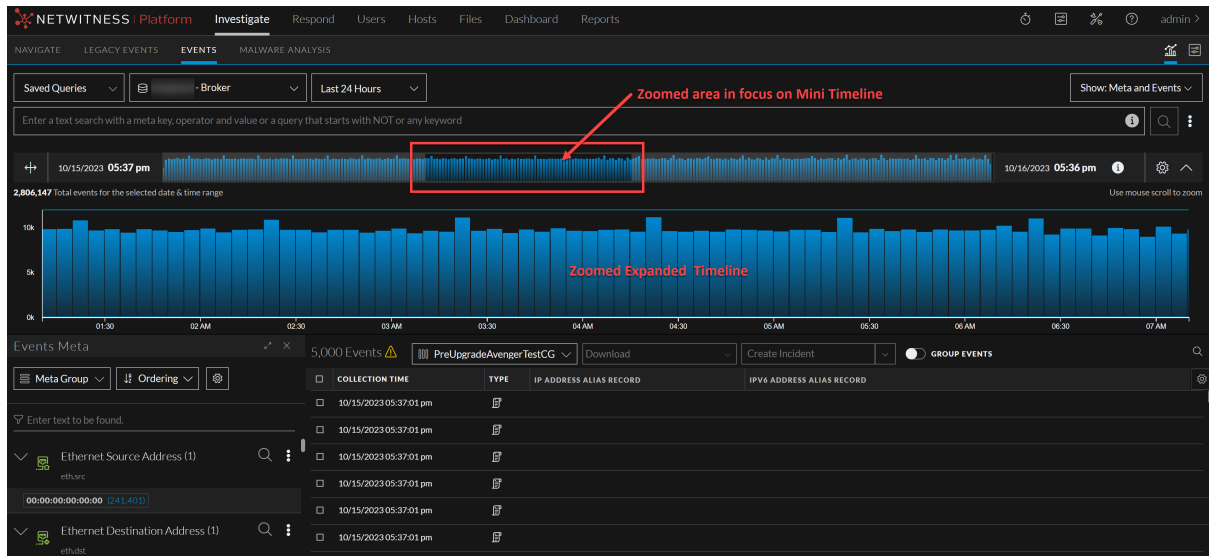 NETWITNESS | Platform Investigate Respond Users Hosts Files Dashboard Reports admin >
NAVIGATE LEGACY EVENTS EVENTS MALWARE ANALYSIS
Saved Queries - Broker Last 24 Hours Show: Meta and Events
Zoomed area in focus on Mini Timeline
Enter a text search with a meta key, operator and value or a query that starts with NOT or any keyword
10/15/2023 05:37 pm 10/16/2023 05:36 pm
2,806,147 Total events for the selected date & time range Use mouse scroll to zoom
10k
5k
0k
Zoomed Expanded Timeline
01:30 02 AM 02:30 03 AM 03:30 04 AM 04:30 05 AM 05:30 06 AM 06:30 07 AM
Events Meta
Meta Group Ordering
Enter text to be found.
Ethernet Source Address (1)
eth.src
00:00:00:00:00:00 (241,401)
Ethernet Destination Address (1)
eth.dst
5,000 Events PreUpgradeAvengerTestCG Download Create Incident GROUP EVENTS
COLLECTION TIME TYPE IP ADDRESS ALIAS RECORD IPV6 ADDRESS ALIAS RECORD
10/15/2023 05:37:01 pm
10/15/2023 05:37:01 pm
10/15/2023 05:37:01 pm
10/15/2023 05:37:01 pm
10/15/2023 05:37:01 pm
10/15/2023 05:37:01 pm